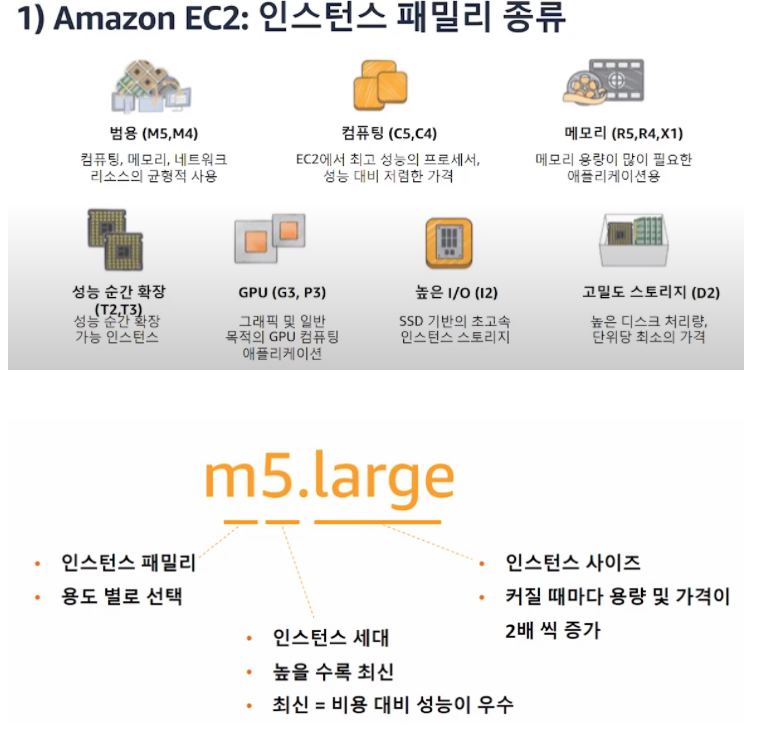 1) Amazon EC2: 인스턴스 패밀리 종류
범용 (M5,M4)
컴퓨팅, 메모리, 네트워크
리소스의 균형적 사용
컴퓨팅 (C5,C4)
EC2에서 최고 성능의 프로세서,
성능 대비 저렴한 가격
메모리 (R5,R4,X1)
메모리 용량이 많이 필요한
애플리케이션용
성능 순간 확장
(T2,T3)
성능 순간 확장
가능 인스턴스
GPU (G3, P3)
그래픽 및 일반
목적의 GPU 컴퓨팅
애플리케이션
높은 I/O (I2)
SSD 기반의 초고속
인스턴스 스토리지
고밀도 스토리지 (D2)
높은 디스크 처리량,
단위당 최소의 가격
m5.large
• 인스턴스 패밀리
• 용도 별로 선택
• 인스턴스 세대
• 높을 수록 최신
• 최신 = 비용 대비 성능이 우수
• 인스턴스 사이즈
• 커질 때마다 용량 및 가격이
2배 씩 증가